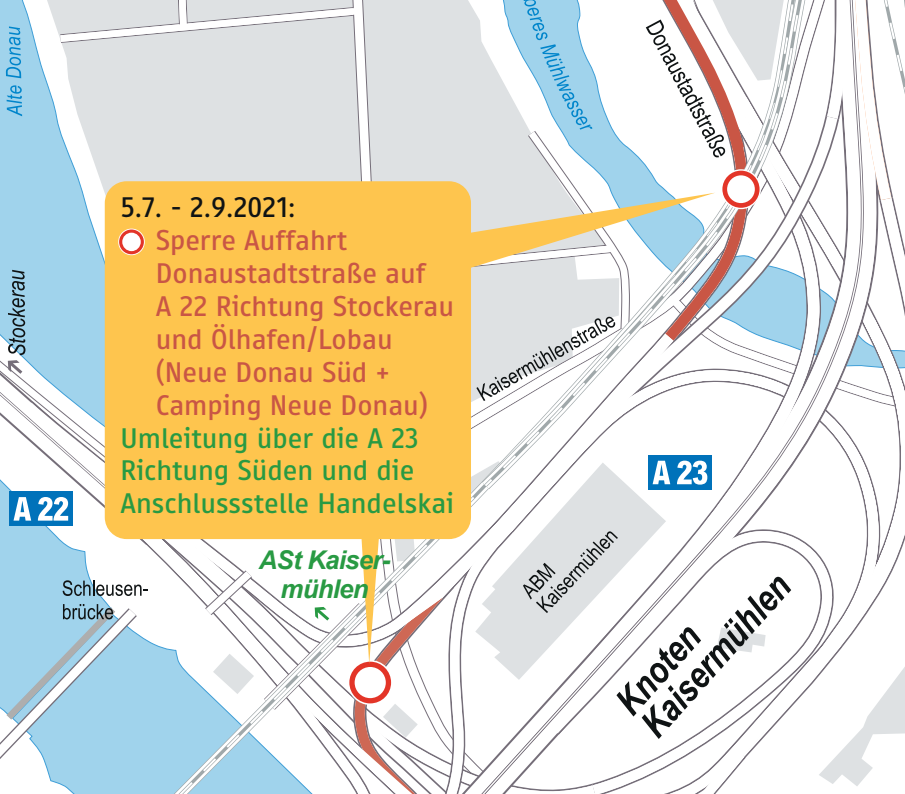 Alte Donau
beres Mühlwasser
Donaustadtstraße
5.7. - 2.9.2021:
Sperre Auffahrt
Donaustadtstraße auf
A 22 Richtung Stockerau
und Ölhafen/Lobau
(Neue Donau Süd +
Camping Neue Donau)
Umleitung über die A 23
Richtung Süden und die
Anschlussstelle Handelskai
Stockerau
Kaisermühlenstraße
A 23
A 22
ASt Kaiser-
mühlen
Schleusen-
brücke
ABM
Kaisermühlen
Knoten
Kaisermühlen